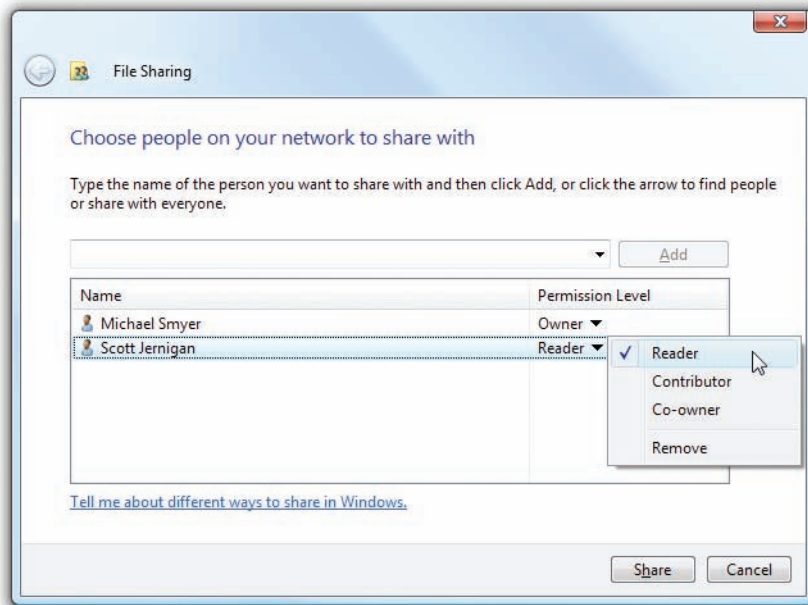 File Sharing
Choose people on your network to share with
Type the name of the person you want to share with and then click Add, or click the arrow to find people
or share with everyone.
Add
Name Permission Level
Michael Smyer Owner
Scott Jernigan Reader
Reader
Contributor
Co-owner
Remove
Tell me about different ways to share in Windows.
Share Cancel